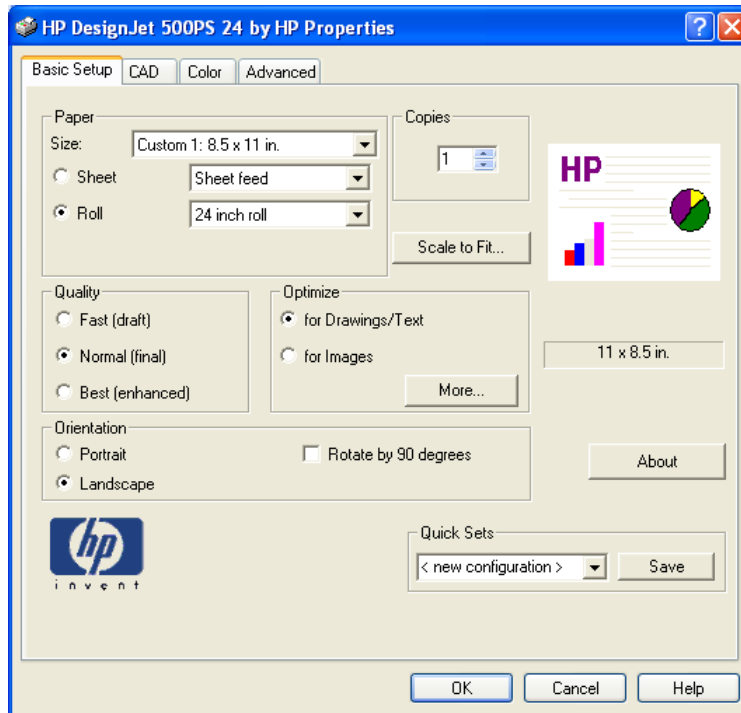 HP DesignJet 500PS 24 by HP Properties
Basic Setup CAD Color Advanced
Paper
Size: Custom 1: 8.5 x 11 in.
Sheet Sheet feed
Roll 24 inch roll
Copies
1
Scale to Fit...
HP
Quality
Fast (draft)
Normal (final)
Best (enhanced)
Optimize
for Drawings/Text
for Images
More...
11 x 8.5 in.
Orientation
Portrait
Landscape
Rotate by 90 degrees
About
hp
invent
Quick Sets
< new configuration > Save
OK Cancel Help